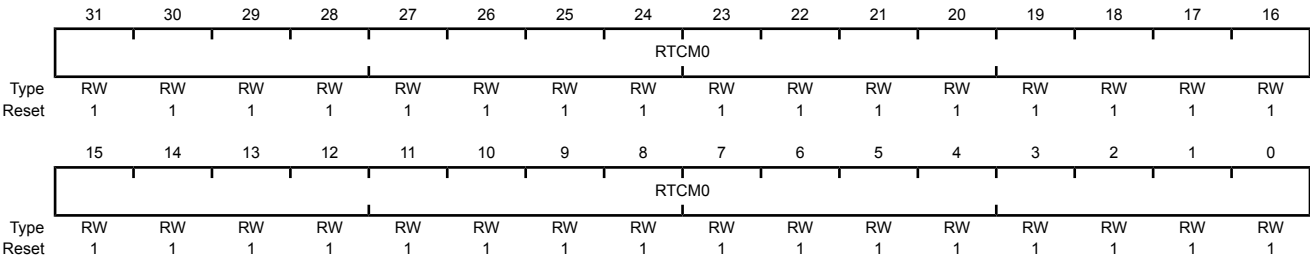 31 30 29 28 27 26 25 24 23 22 21 20 19 18 17 16
RTCM0
Type RW RW RW RW RW RW RW RW RW RW RW RW RW RW RW RW
Reset 1 1 1 1 1 1 1 1 1 1 1 1 1 1 1 1
15 14 13 12 11 10 9 8 7 6 5 4 3 2 1 0
RTCM0
Type RW RW RW RW RW RW RW RW RW RW RW RW RW RW RW RW
Reset 1 1 1 1 1 1 1 1 1 1 1 1 1 1 1 1